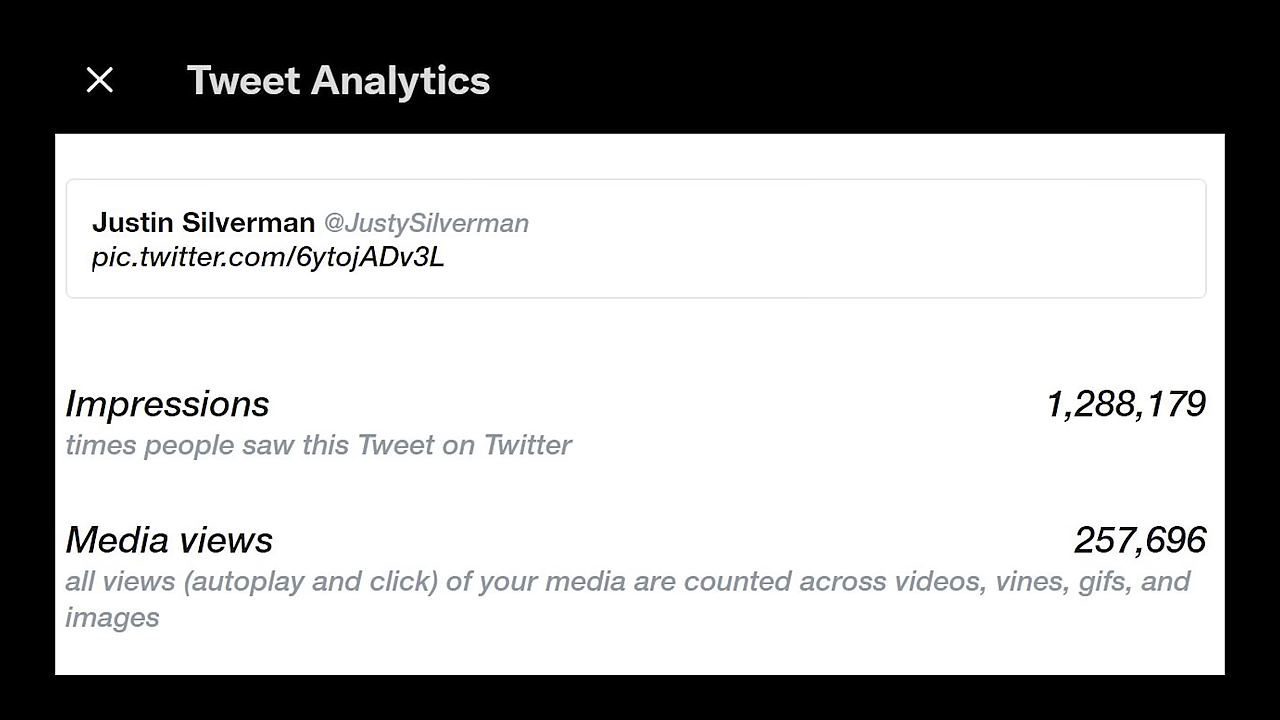 Tweet Analytics
Justin Silverman @JustySilverman
pic.twitter.com/6ytojADv3L
Impressions 1,288,179
times people saw this Tweet on Twitter
Media views 257,696
all views (autoplay and click) of your media are counted across videos, vines, gifs, and
images